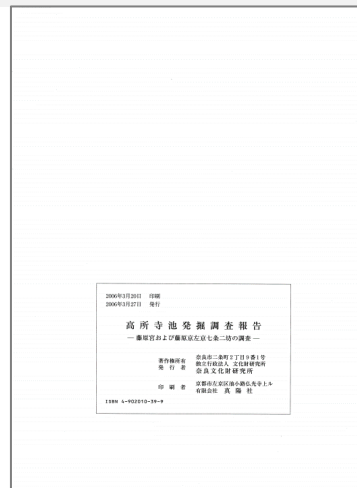 2006年3月20日 印刷
2006年3月27日 発行
高所寺池発掘調査報告
― 藤原宮および藤原京左京七条二坊の調査 ―
著作権所有 発行者 奈良市二条町2丁目9番1号
独立行政法人 文化財研究所
奈良文化財研究所
印刷者 京都市左京区油小路仏光寺上ル
有限会社 真陽社
ISBN 4-902010-39-9